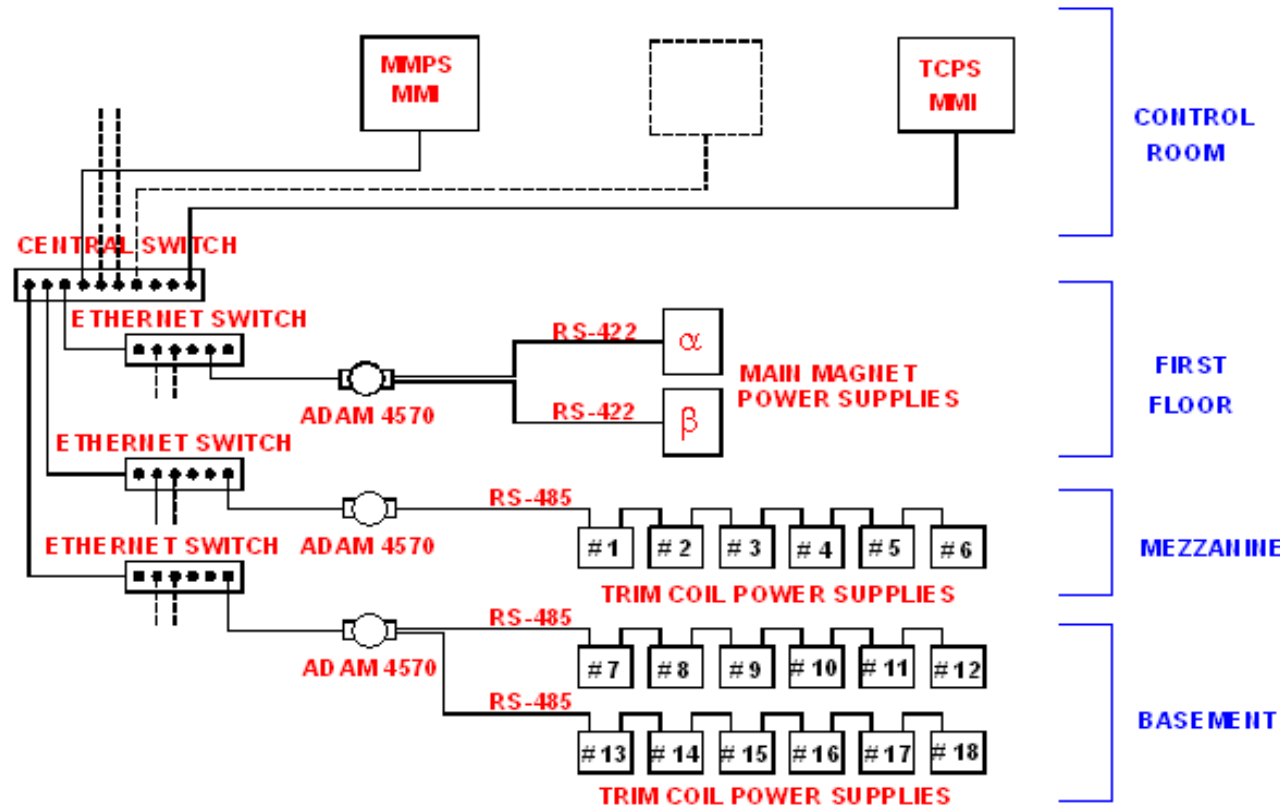 MMPS
MMI
TCPS
MMI
CONTROL
ROOM
CENTRAL SWITCH
ETHERNET SWITCH
RS-422
α
MAIN MAGNET
POWER SUPPLIES
FIRST
FLOOR
ADAM 4570
RS-422
β
ETHERNET SWITCH
RS-485
ADAM 4570
#1 #2 #3 #4 #5 #6
MEZZANINE
ETHERNET SWITCH
TRIM COIL POWER SUPPLIES
RS-485
ADAM 4570
#7 #8 #9 #10 #11 #12
RS-485
BASEMENT
#13 #14 #15 #16 #17 #18
TRIM COIL POWER SUPPLIES